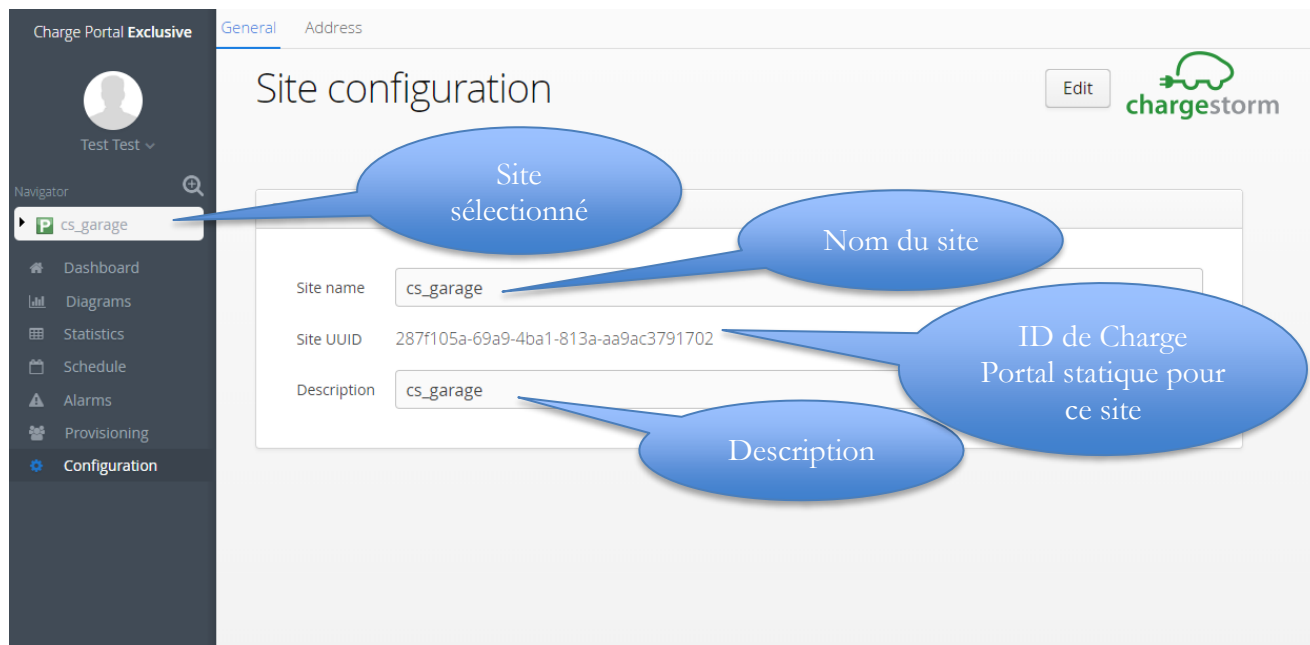 Charge Portal Exclusive
General Address
Site configuration
Edit
chargestorm
Test Test
Navigator
P cs_garage
Dashboard
Diagrams
Statistics
Schedule
Alarms
Provisioning
Configuration
Site
sélectionné
Nom du site
Site name cs_garage
Site UUID 287f105a-69a9-4ba1-813a-aa9ac3791702
ID de Charge
Portal statique pour
ce site
Description cs_garage
Description